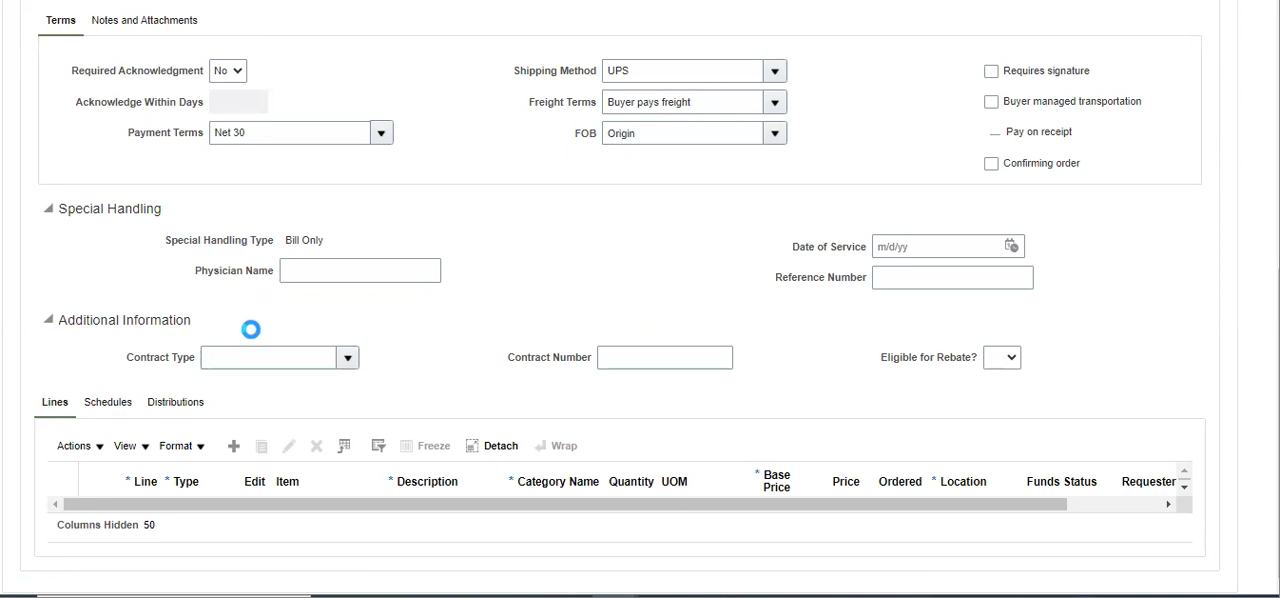 Terms Notes and Attachments
Required Acknowledgment No Shipping Method UPS Requires signature
Acknowledge Within Days Freight Terms Buyer pays freight Buyer managed transportation
Payment Terms Net 30 FOB Origin Pay on receipt
Confirming order
Special Handling
Special Handling Type Bill Only Date of Service m/d/yy
Physician Name Reference Number
Additional Information
Contract Type Contract Number Eligible for Rebate?
Lines Schedules Distributions
Actions View Format Freeze Detach Wrap
* Line * Type Edit Item * Description * Category Name Quantity UOM * Base Price Price Ordered * Location Funds Status Requester
Columns Hidden 50